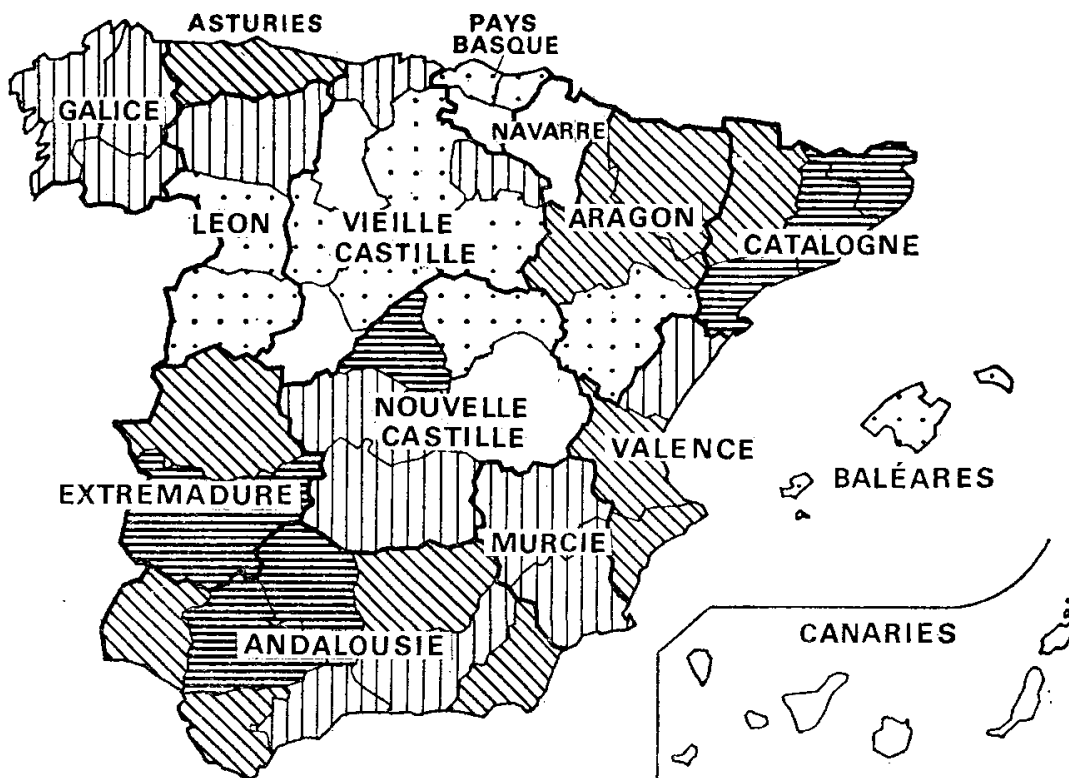 ASTURIES
PAYS
BASQUE
GALICE
NAVARRE
LEON
VIEILLE
CASTILLE
ARAGON
CATALOGNE
NOUVELLE
CASTILLE
VALENCE
EXTREMADURE
BALÉARES
MURCIE
ANDALOUSIE
CANARIES